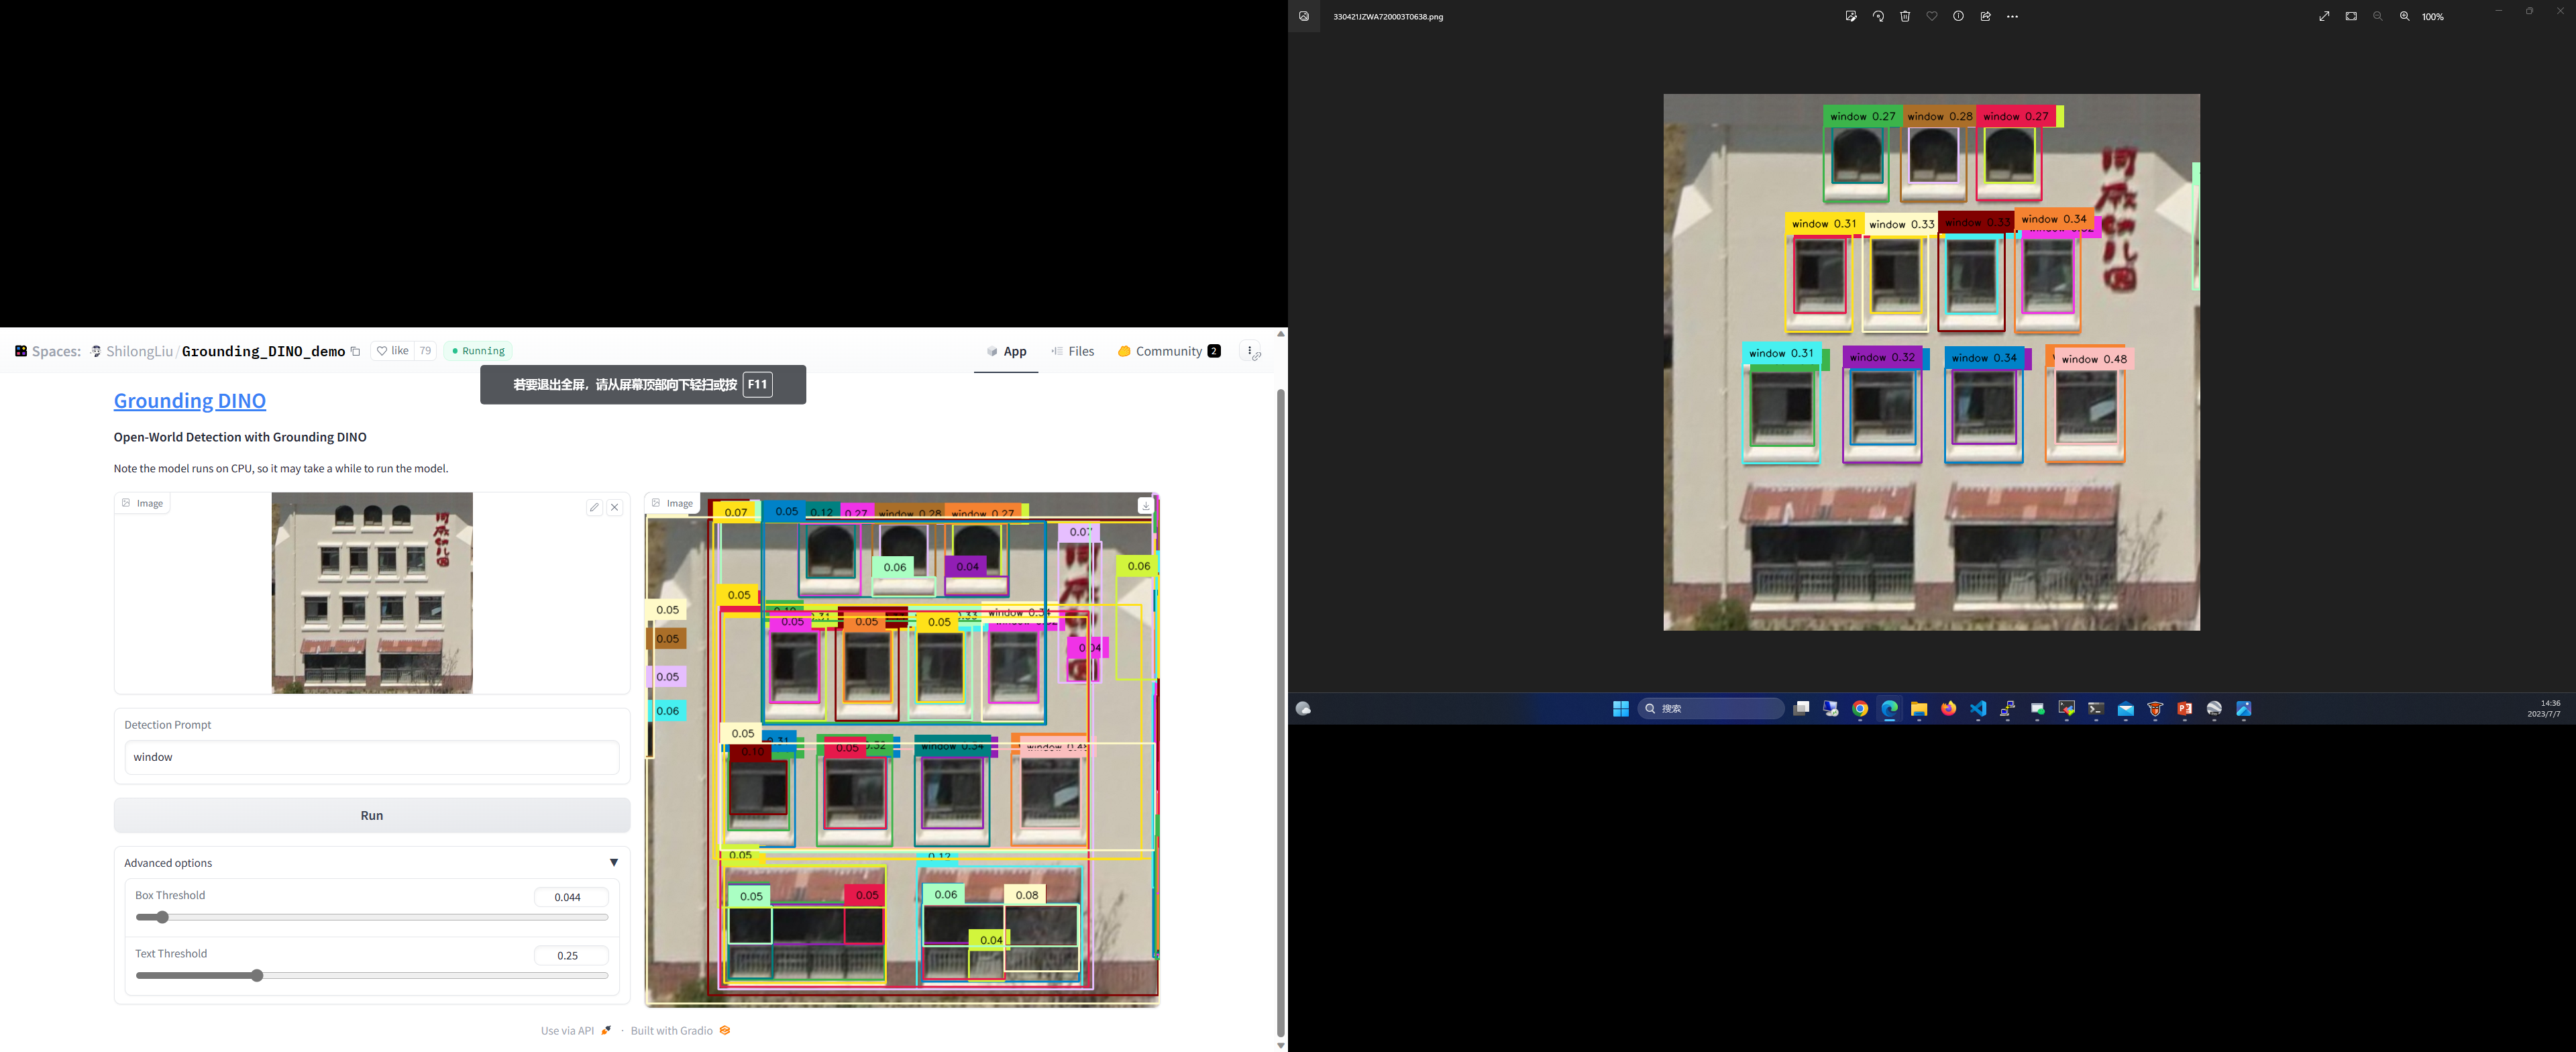 Spaces: ShilongLiu/Grounding_DINO_demo like 79 Running
App Files Community 2
若要退出全屏，请从屏幕顶部向下轻扫或按 F11
Grounding DINO
Open-World Detection with Grounding DINO
Note the model runs on CPU, so it may take a while to run the model.
Image
Detection Prompt
window
Run
Advanced options
Box Threshold 0.044
Text Threshold 0.25
Image
0.07 0.05 0.12 0.27 window 0.28 window 0.27
0.07
0.06 0.04 0.06
0.05
0.05
0.05 0.05 0.05 window 0.34
0.05
0.04
0.05
0.06
0.05
0.10 0.05 window 0.34
0.05 0.12
0.05 0.05 0.06 0.08
0.04
Use via API · Built with Gradio
330421JZWA720003T0638.png 100%
window 0.27 window 0.28 window 0.27
window 0.31 window 0.33 window 0.33 window 0.34
window 0.31 window 0.32 window 0.34 window 0.48
幼
儿
园
搜索
14:36
2023/7/7